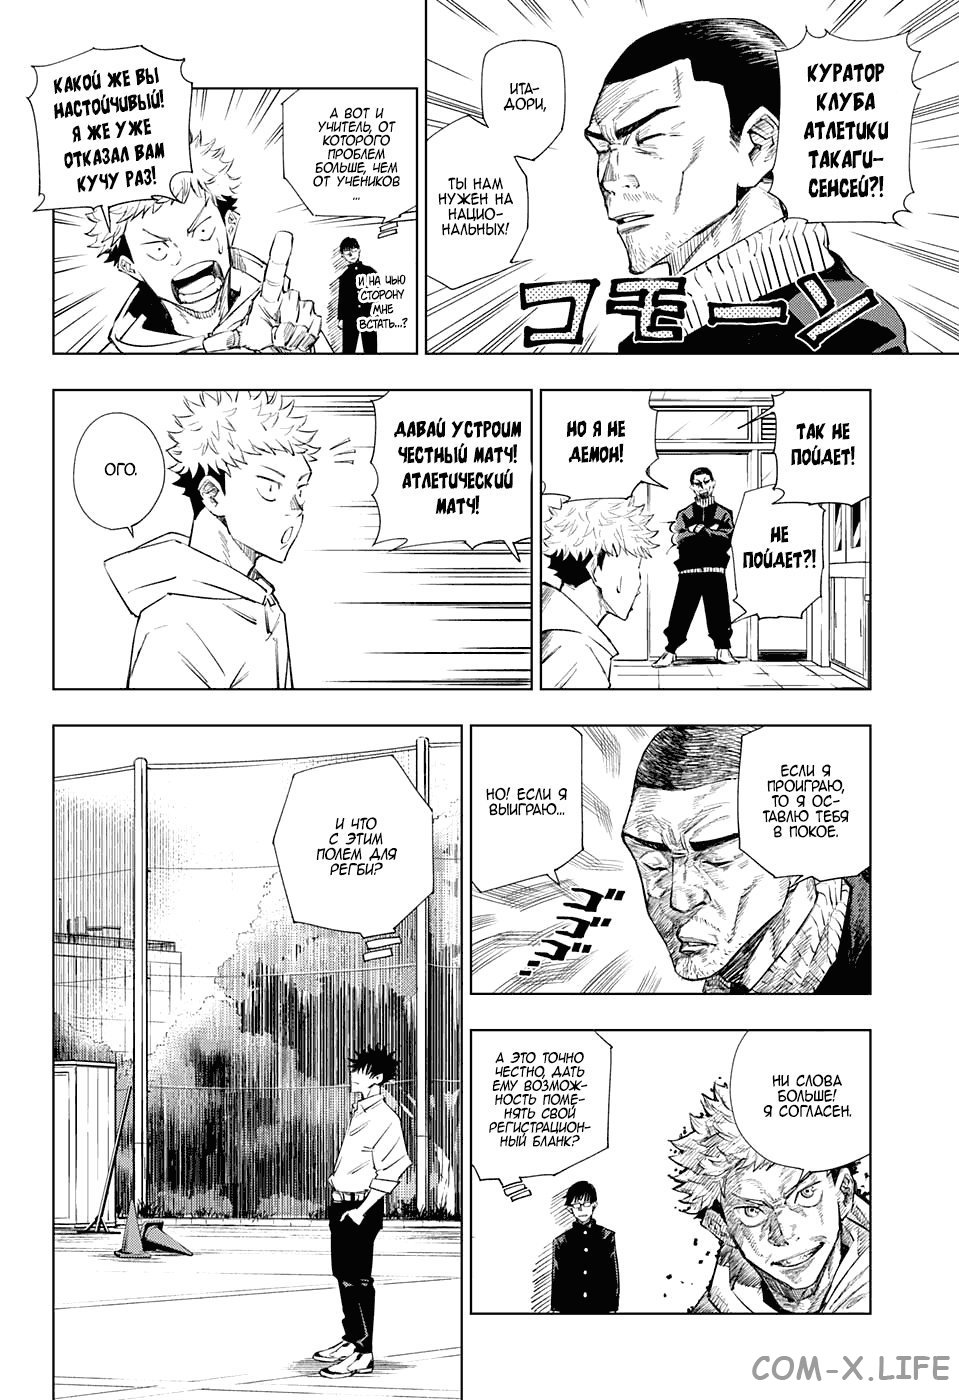 КУРАТОР
КЛУБА
АТЛЕТИКИ
ТАКАГИ-
СЕНСЕЙ?!
ИТА-
ДОРИ,
ТЫ НАМ
НУЖЕН НА
НАЦИО-
НАЛЬНЫХ!
コモーン
А ВОТ И
УЧИТЕЛЬ, ОТ
КОТОРОГО
ПРОБЛЕМ
БОЛЬШЕ, ЧЕМ
ОТ УЧЕНИКОВ
...
КАКОЙ ЖЕ ВЫ
НАСТОЙЧИВЫЙ!
Я ЖЕ УЖЕ
ОТКАЗАЛ ВАМ
КУЧУ РАЗ!
И НА ЧЬЮ
СТОРОНУ
МНЕ
ВСТАТЬ...?
ТАК НЕ
ПОЙДЕТ!
НЕ
ПОЙДЕТ?!
НО Я НЕ
ДЕМОН!
ДАВАЙ УСТРОИМ
ЧЕСТНЫЙ МАТЧ!
АТЛЕТИЧЕСКИЙ
МАТЧ!
ОГО.
ЕСЛИ Я
ПРОИГРАЮ,
ТО Я ОС-
ТАВЛЮ ТЕБЯ
В ПОКОЕ.
НО! ЕСЛИ Я
ВЫИГРАЮ...
ゴゴゴゴ
НИ СЛОВА
БОЛЬШЕ!
Я СОГЛАСЕН.
А ЭТО ТОЧНО
ЧЕСТНО, ДАТЬ
ЕМУ ВОЗМОЖ-
НОСТЬ ПОМЕ-
НЯТЬ СВОЙ
РЕГИСТРАЦИОН-
НЫЙ БЛАНК?
И ЧТО
С ЭТИМ
ПОЛЕМ ДЛЯ
РЕГБИ?
COM-X.LIFE